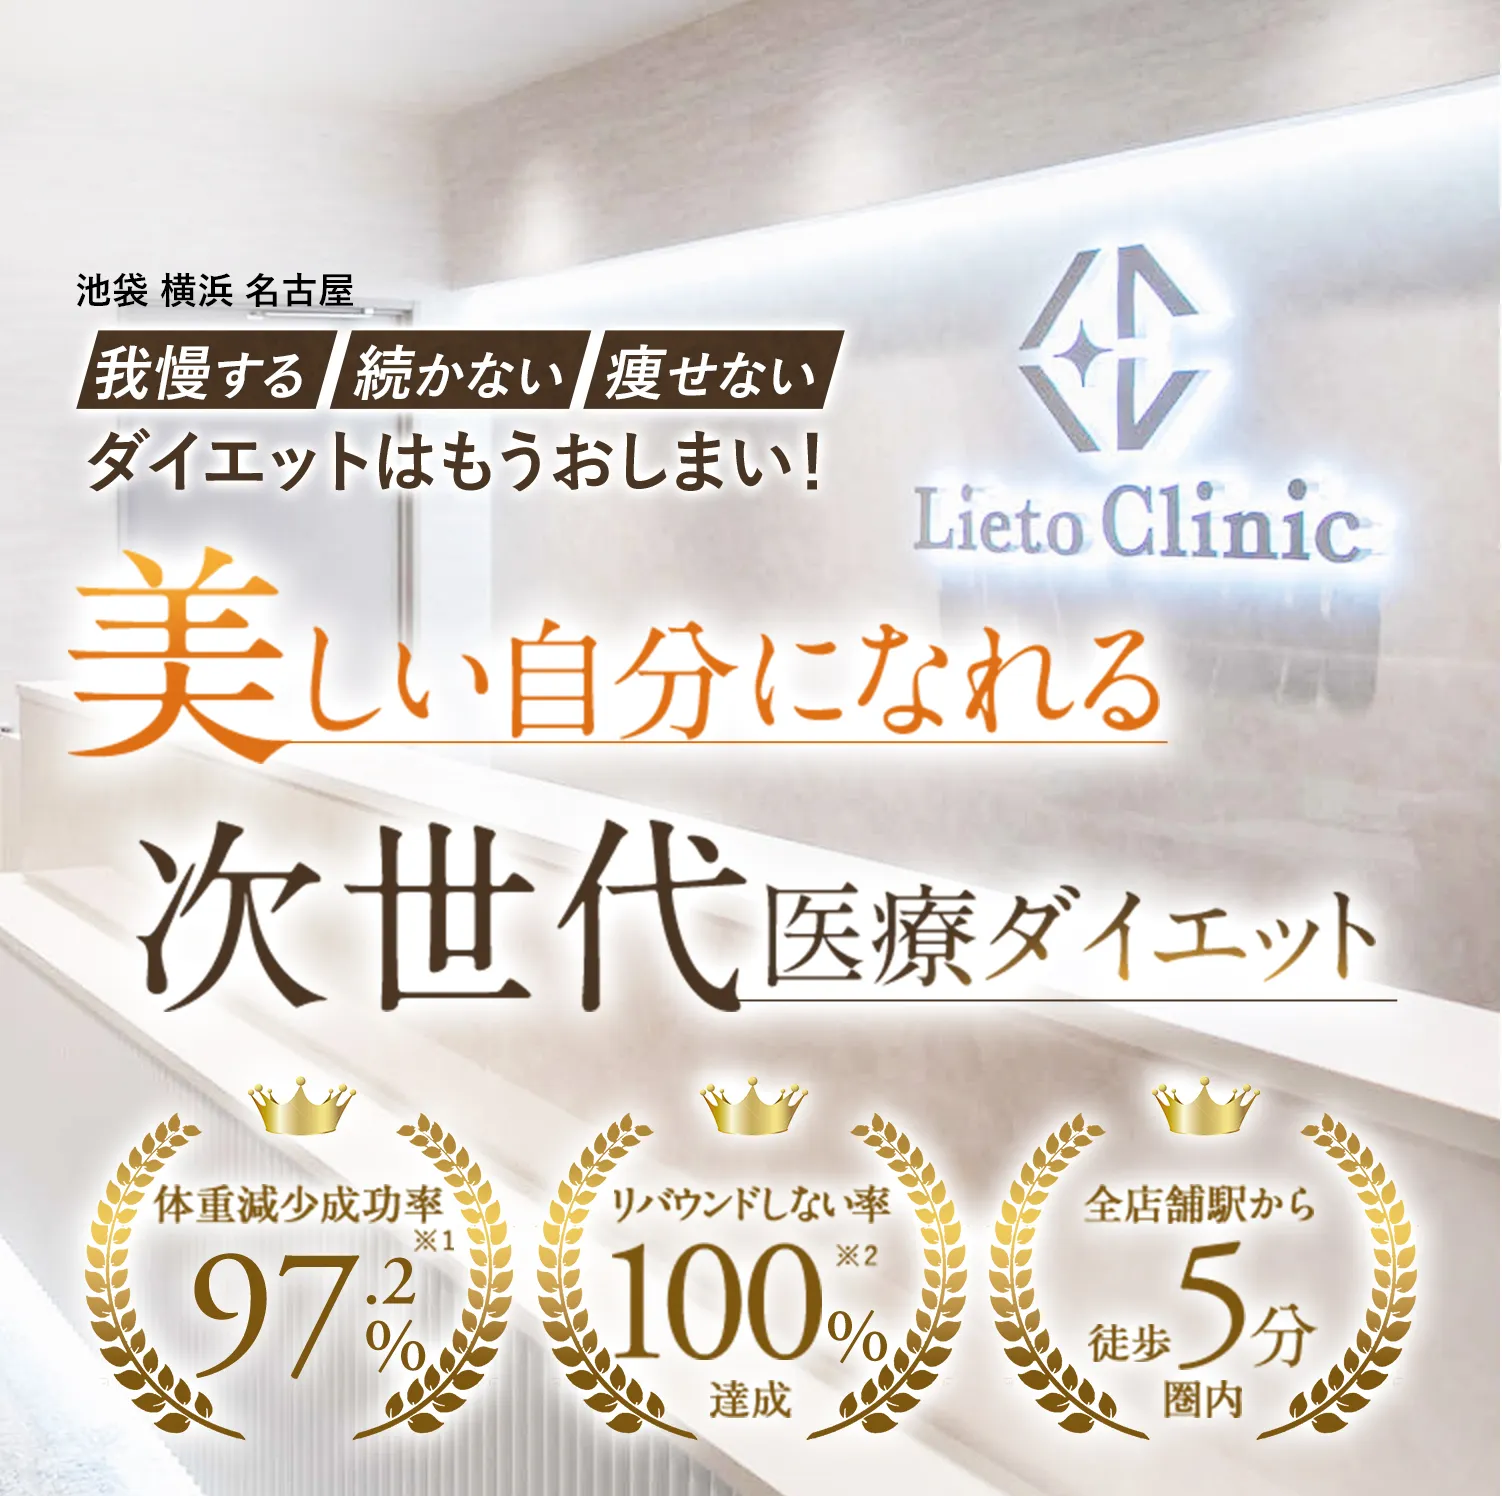 池袋 横浜 名古屋
我慢する 続かない 痩せない
ダイエットはもうおしまい!
Lieto Clinic
美しい自分になれる
次世代医療ダイエット
体重減少成功率
97.2%※1
リバウンドしない率
100%※2
達成
全店舗駅から
徒歩5分
圏内